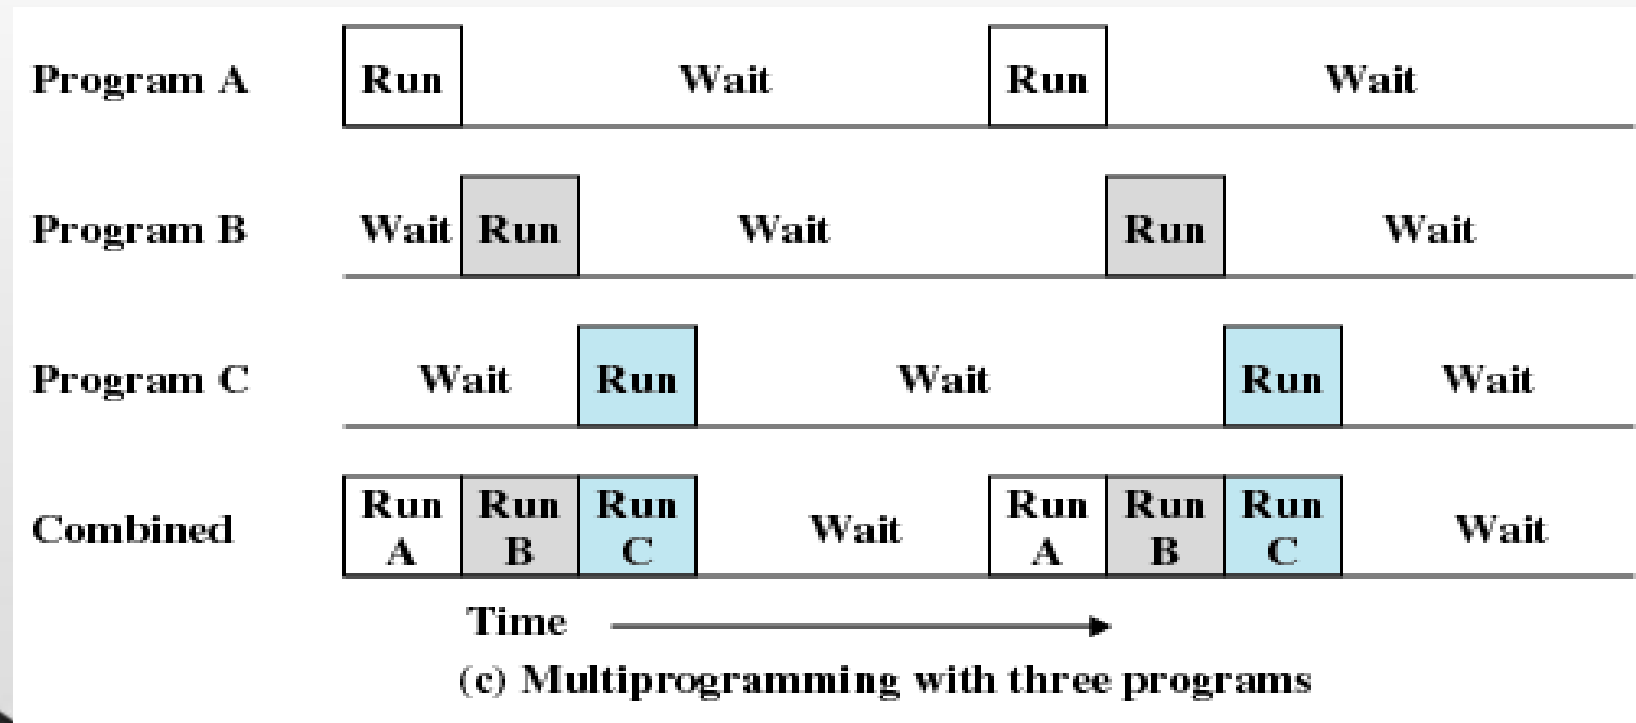 Program A Run Wait Run Wait
Program B Wait Run Wait Run Wait
Program C Wait Run Wait Run Wait
Combined Run A Run B Run C Wait Run A Run B Run C Wait
Time
(c) Multiprogramming with three programs